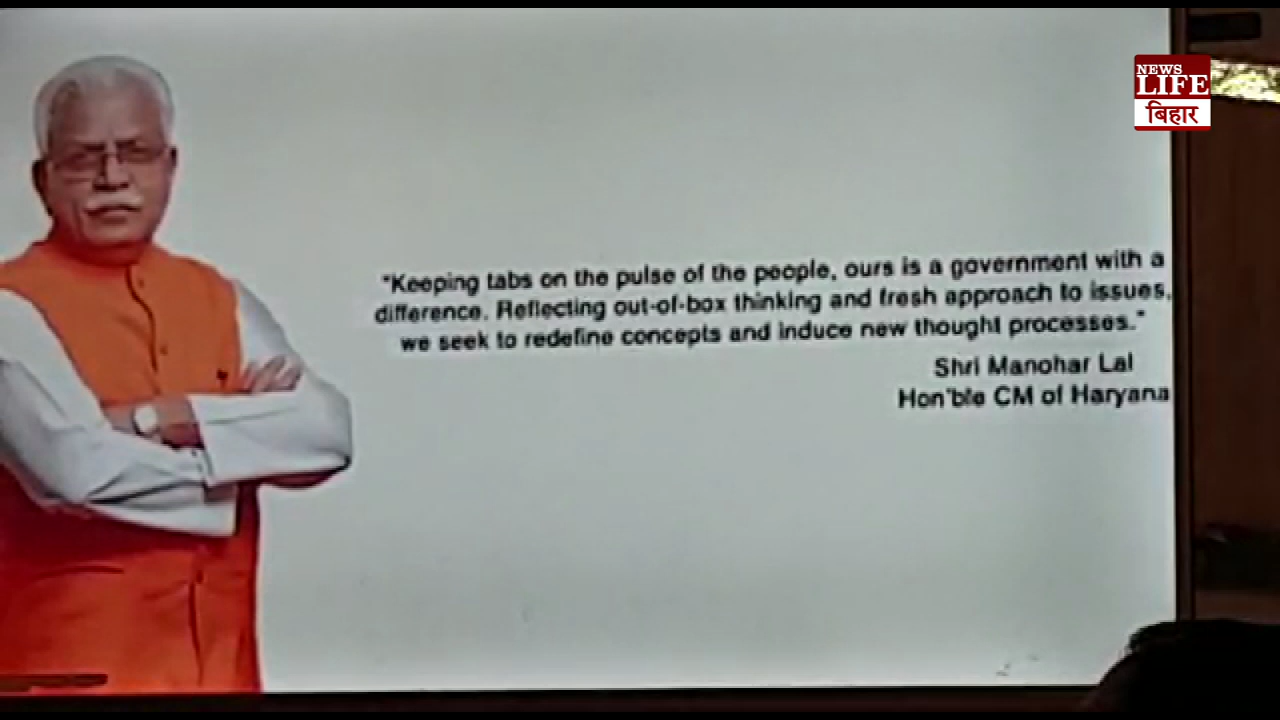 NEWS
LIFE
बिहार
"Keeping tabs on the pulse of the people, ours is a government with a
difference. Reflecting out-of-box thinking and fresh approach to issues,
we seek to redefine concepts and induce new thought processes."
Shri Manohar Lal
Hon'ble CM of Haryana